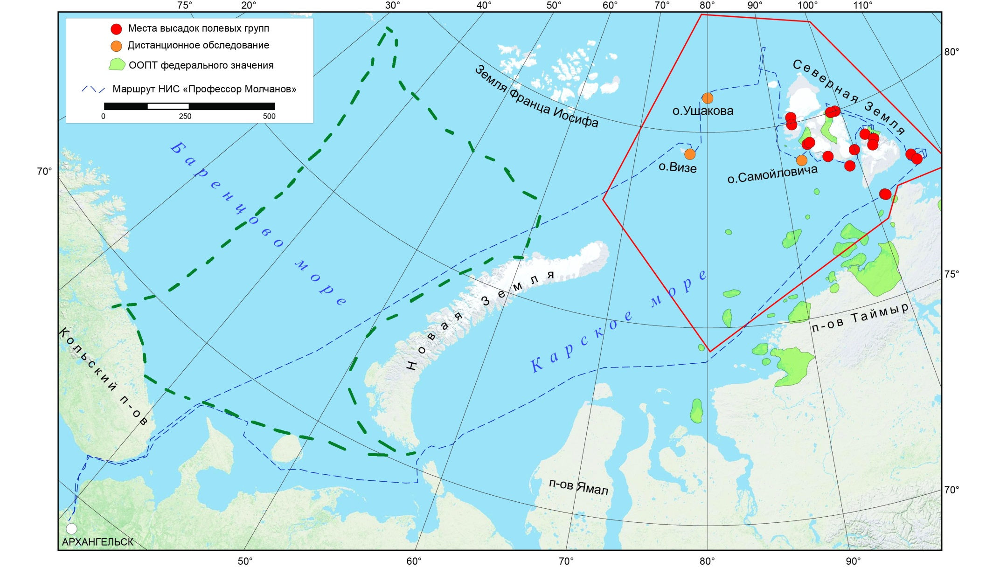 75° 20° 30° 40° 50° 60° 70° 80° 90° 100° 110°
Места высадок полевых групп
Дистанционное обследование
ООПТ федерального значения
Маршрут НИС «Профессор Молчанов»
0 250 500
80°
Северная Земля
Земля Франца Иосифа
о.Ушакова
о.Визе
о.Самойловича
70°
Баренцово море
75°
Новая Земля
Карское море
п-ов Таймыр
Кольский п-ов
п-ов Ямал
70°
АРХАНГЕЛЬСК
50° 60° 70° 80° 90°